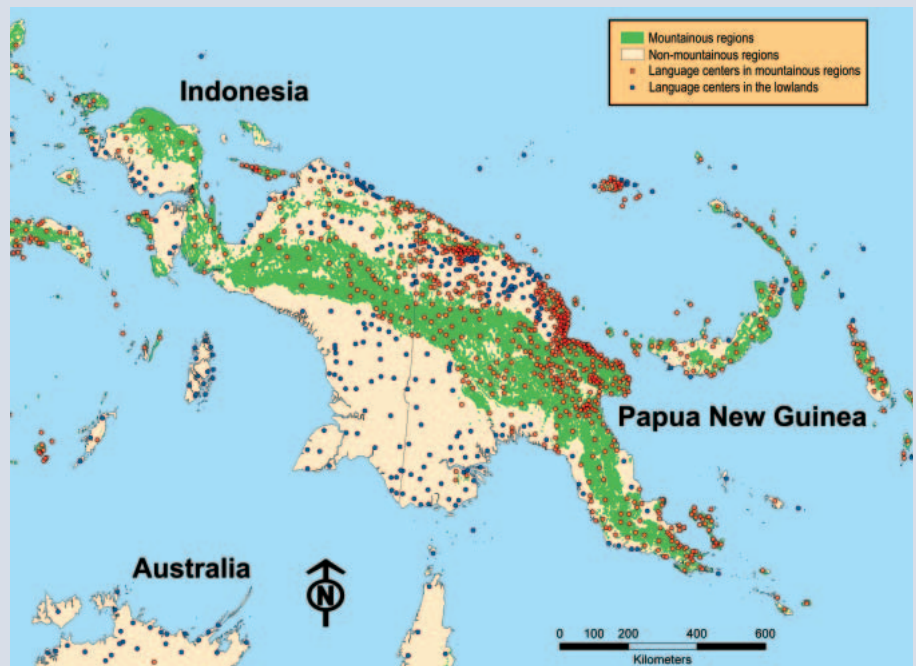 Mountainous regions
Non-mountainous regions
Language centers in mountainous regions
Language centers in the lowlands
Indonesia
Papua New Guinea
Australia
N
0 100 200 400 600
Kilometers